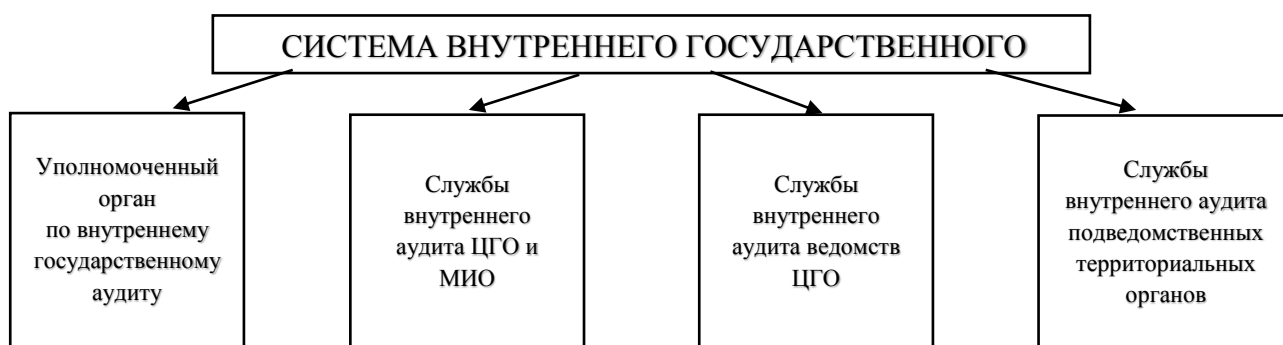 СИСТЕМА ВНУТРЕННЕГО ГОСУДАРСТВЕННОГО
Уполномоченный
орган
по внутреннему
государственному
аудиту
Службы
внутреннего
аудита ЦГО и
МИО
Службы
внутреннего
аудита ведомств
ЦГО
Службы
внутреннего аудита
подведомственных
территориальных
органов